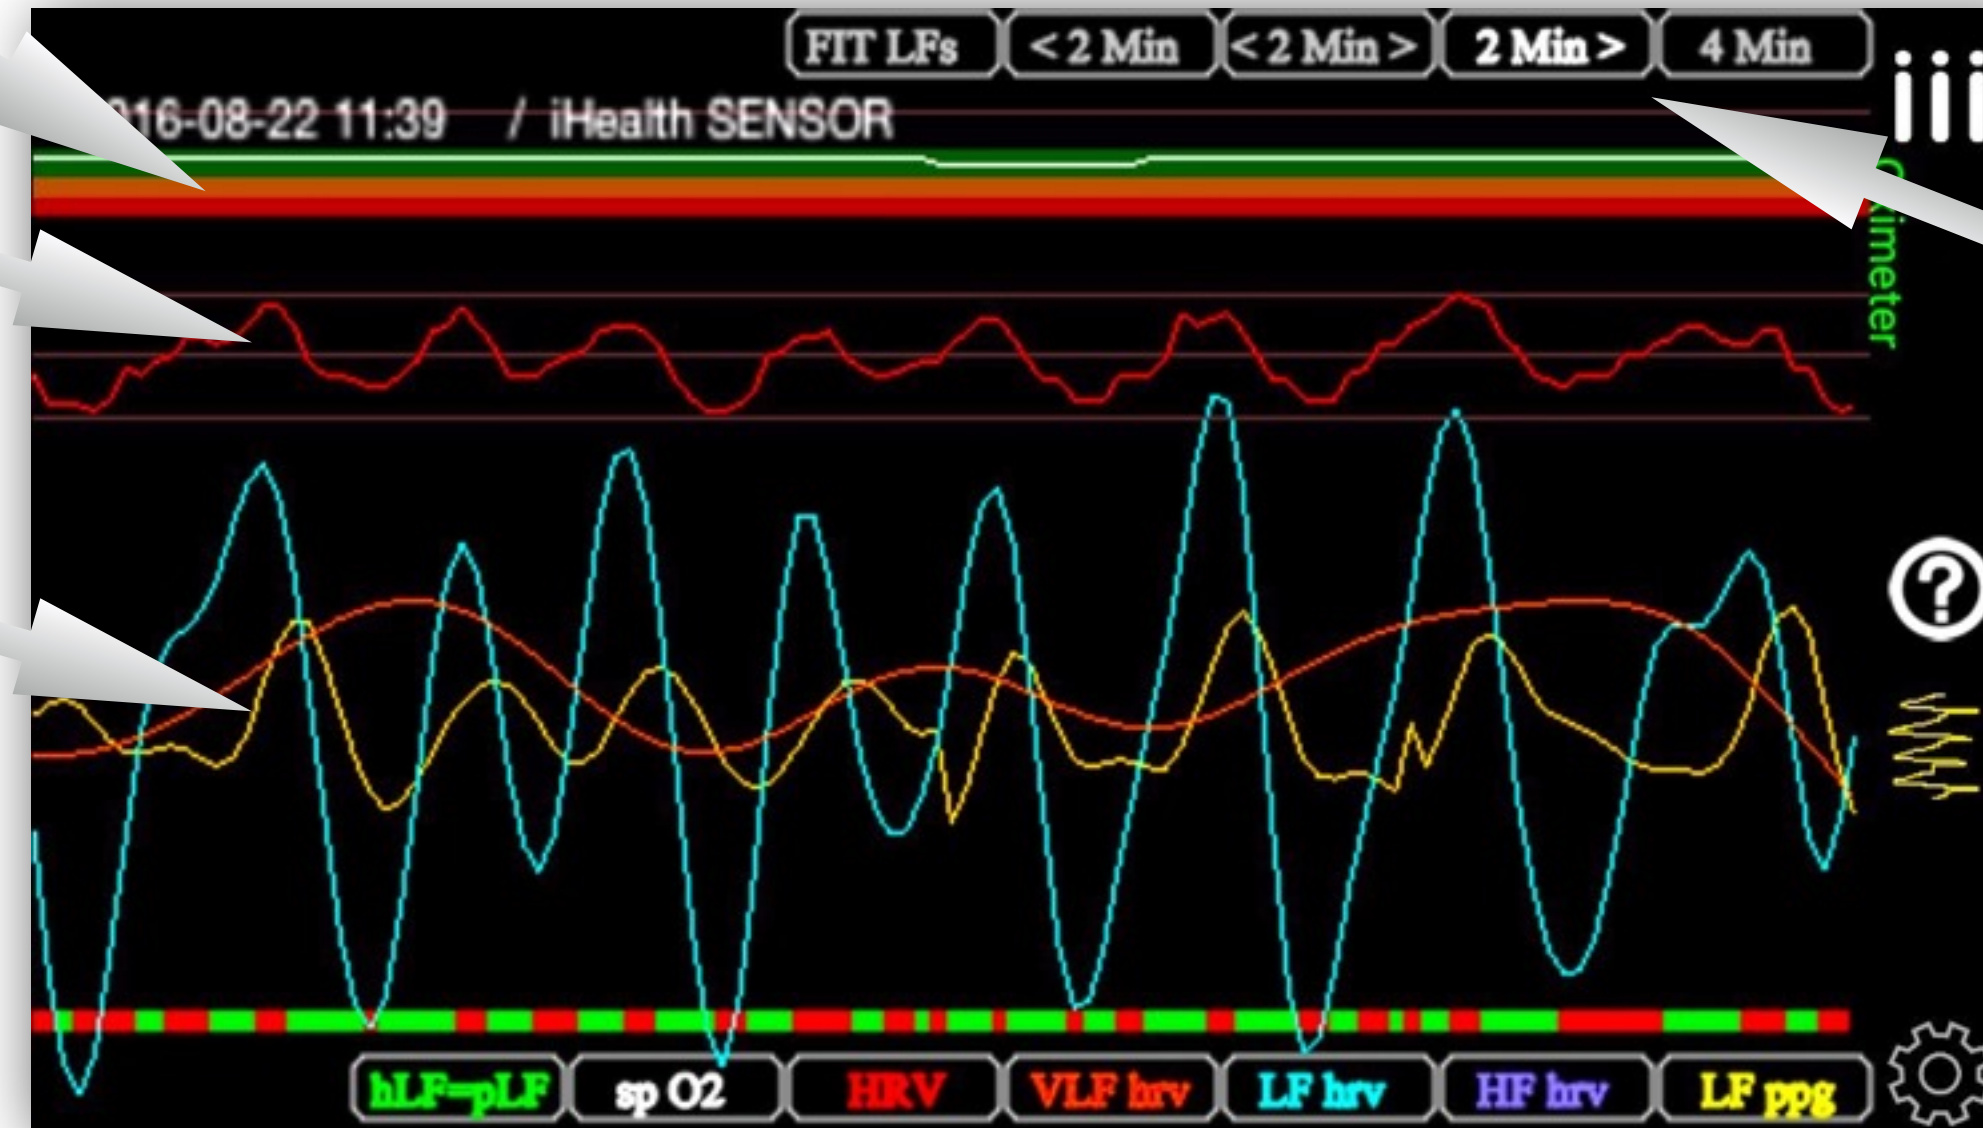 FIT LFs < 2 Min < 2 Min > 2 Min > 4 Min
16-08-22 11:39 / iHealth SENSOR
hLF=pLF sp O2 HRV VLF hrv LF hrv HF hrv LF ppg